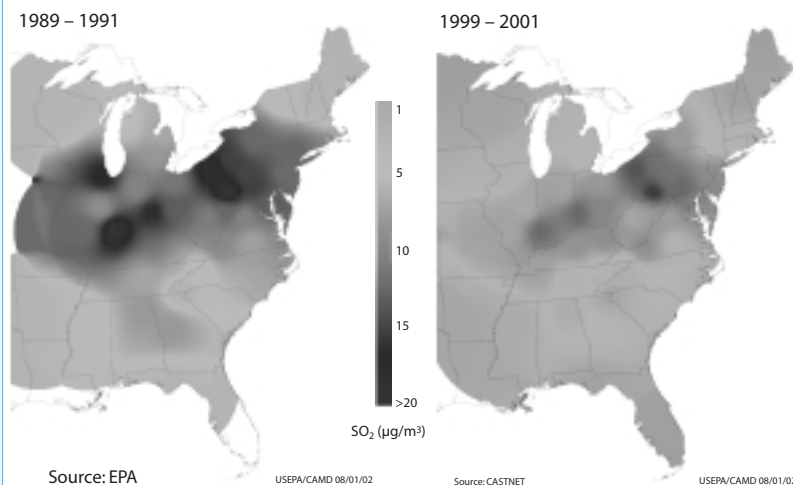 1989 – 1991
1999 – 2001
1
5
10
15
>20
SO₂ (µg/m³)
Source: EPA
USEPA/CAMD 08/01/02
Source: CASTNET
USEPA/CAMD 08/01/02